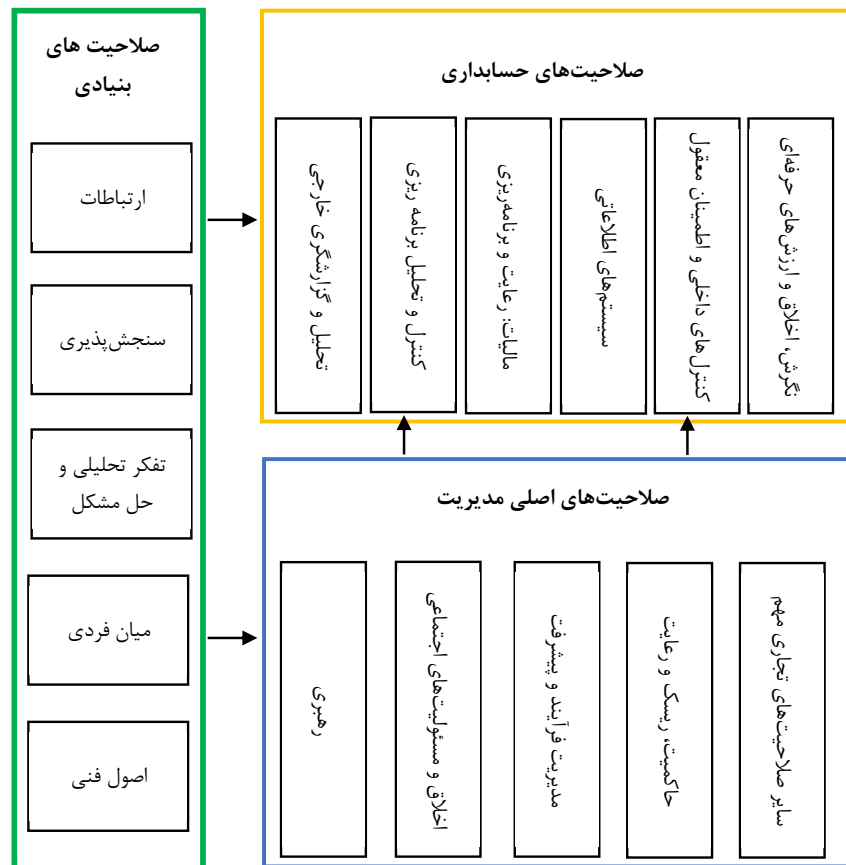 صلاحیت های
بنیادی
ارتباطات
سنجش‌پذیری
تفکر تحلیلی و
حل مشکل
میان فردی
اصول فنی
صلاحیت‌های حسابداری
نگرش، اخلاق و ارزش‌های حرفه‌ای
کنترل‌های داخلی و اطمینان معقول
سیستم‌های اطلاعاتی
مالیات: رعایت و برنامه‌ریزی
کنترل و تحلیل برنامه ریزی
تحلیل و گزارشگری خارجی
صلاحیت‌های اصلی مدیریت
سایر صلاحیت‌های تجاری مهم
حاکمیت، ریسک و رعایت
مدیریت فرآیند و پیشرفت
اخلاق و مسئولیت‌های اجتماعی
رهبری